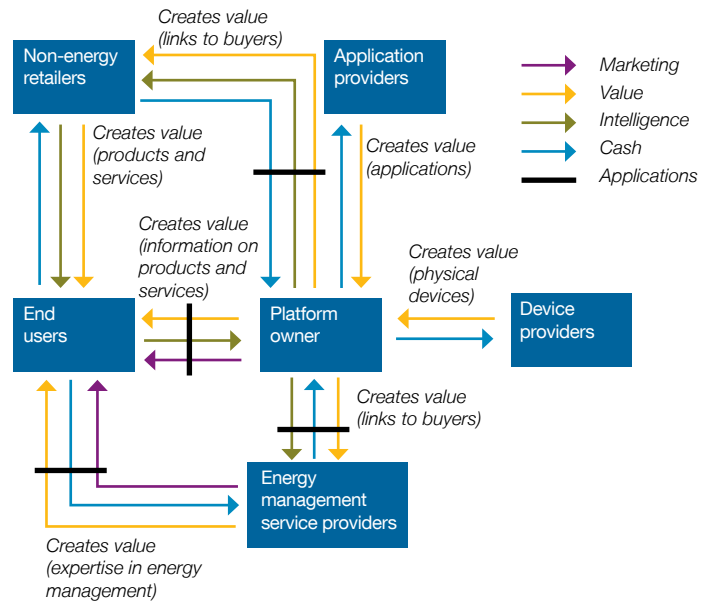 Creates value
(links to buyers)
Non-energy
retailers
Application
providers
Marketing
Value
Intelligence
Cash
Applications
Creates value
(products and
services)
Creates value
(applications)
Creates value
(information on
products and
services)
Creates value
(physical
devices)
End
users
Platform
owner
Device
providers
Creates value
(links to buyers)
Energy
management
service providers
Creates value
(expertise in energy
management)